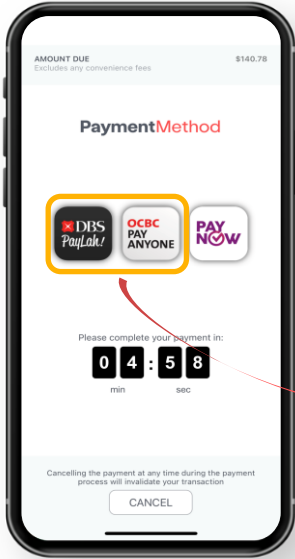 AMOUNT DUE $140.78
Excludes any convenience fees
PaymentMethod
DBS
PayLah!
OCBC
PAY
ANYONE
PAY
NOW
Please complete your payment in:
04:58
min sec
Cancelling the payment at any time during the payment
process will invalidate your transaction
CANCEL